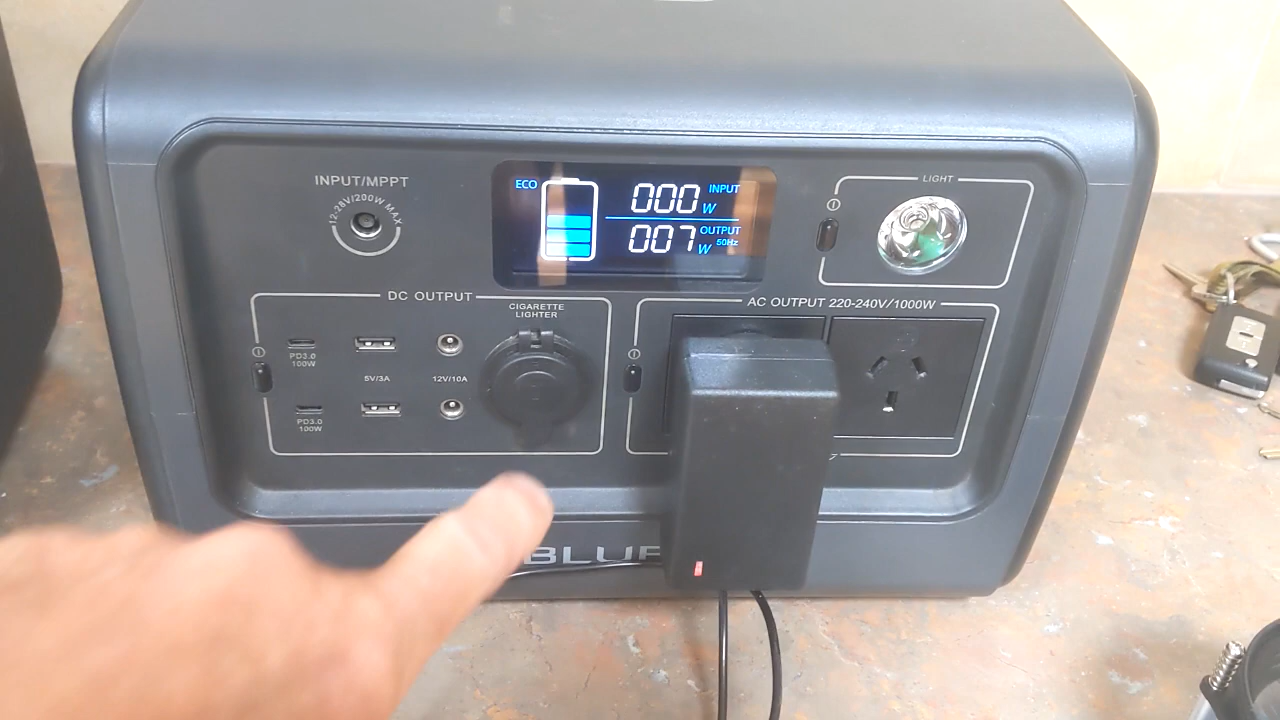 INPUT/MPPT
12-28V/200W MAX
ECO
000 W INPUT
007 W OUTPUT
50Hz
LIGHT
DC OUTPUT
CIGARETTE
LIGHTER
PD3.0
100W
5V/3A
12V/10A
PD3.0
100W
AC OUTPUT 220-240V/1000W
BLUE